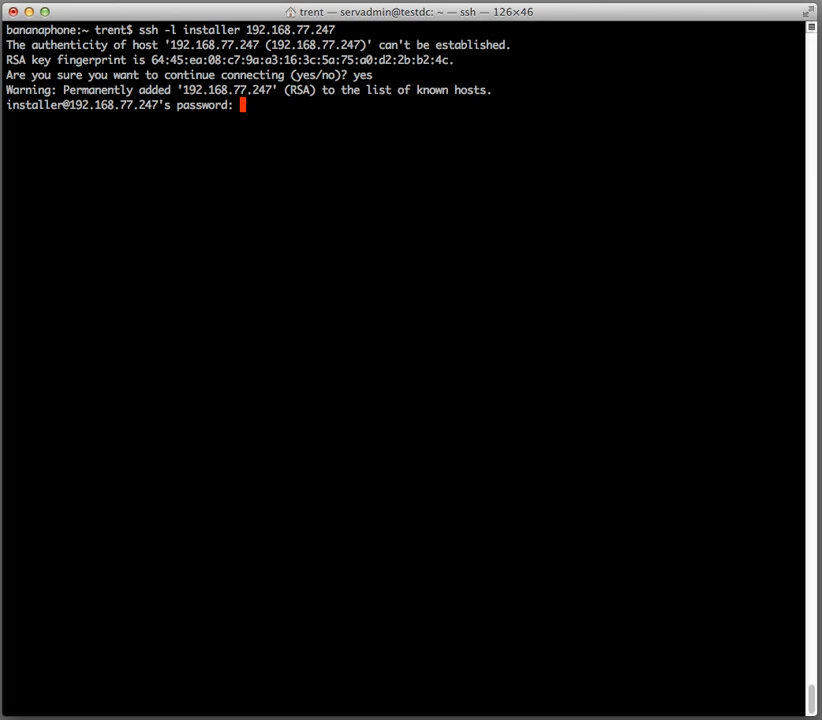 trent — servadmin@testdc: ~ — ssh — 126×46
bananaphone:~ trent$ ssh -l installer 192.168.77.247
The authenticity of host '192.168.77.247 (192.168.77.247)' can't be established.
RSA key fingerprint is 64:45:ea:08:c7:9a:a3:16:3c:5a:75:a0:d2:2b:b2:4c.
Are you sure you want to continue connecting (yes/no)? yes
Warning: Permanently added '192.168.77.247' (RSA) to the list of known hosts.
installer@192.168.77.247's password: